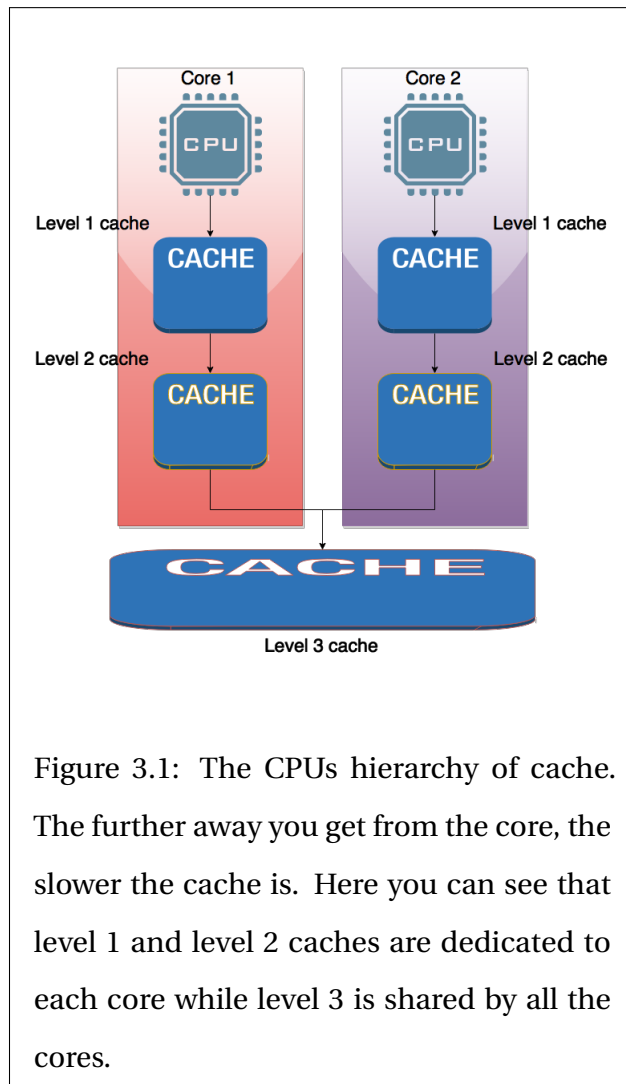 Core 1
Core 2
CPU
CPU
Level 1 cache
Level 1 cache
CACHE
CACHE
Level 2 cache
Level 2 cache
CACHE
CACHE
CACHE
Level 3 cache
Figure 3.1: The CPUs hierarchy of cache.
The further away you get from the core, the
slower the cache is. Here you can see that
level 1 and level 2 caches are dedicated to
each core while level 3 is shared by all the
cores.